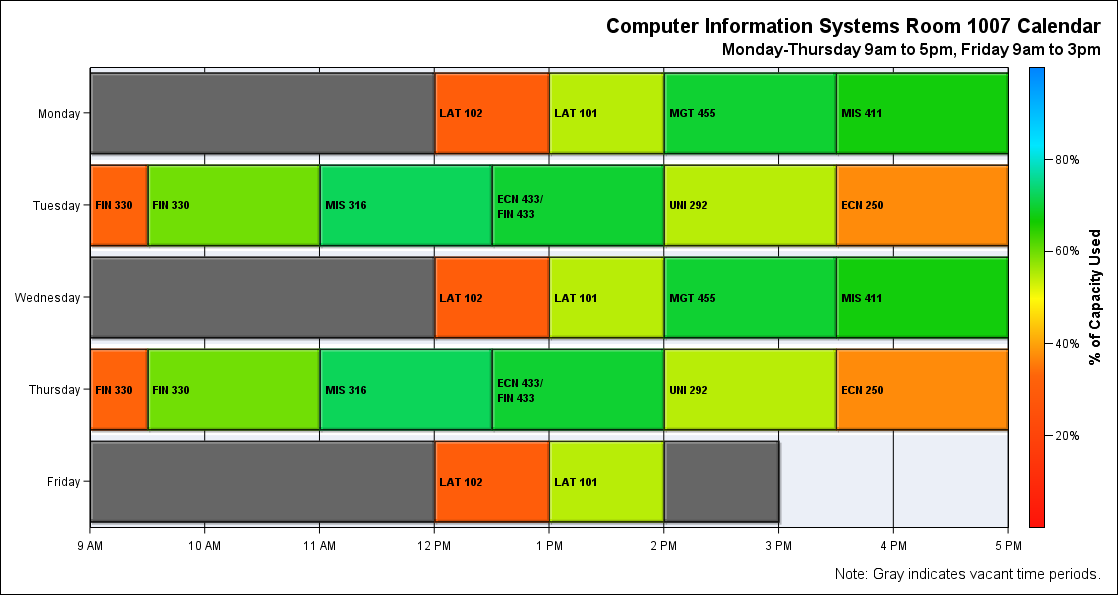 Computer Information Systems Room 1007 Calendar
Monday-Thursday 9am to 5pm, Friday 9am to 3pm
Monday
LAT 102
LAT 101
MGT 455
MIS 411
Tuesday
FIN 330
FIN 330
MIS 316
ECN 433/
FIN 433
UNI 292
ECN 250
Wednesday
LAT 102
LAT 101
MGT 455
MIS 411
Thursday
FIN 330
FIN 330
MIS 316
ECN 433/
FIN 433
UNI 292
ECN 250
Friday
LAT 102
LAT 101
9 AM
10 AM
11 AM
12 PM
1 PM
2 PM
3 PM
4 PM
5 PM
80%
60%
40%
20%
% of Capacity Used
Note: Gray indicates vacant time periods.